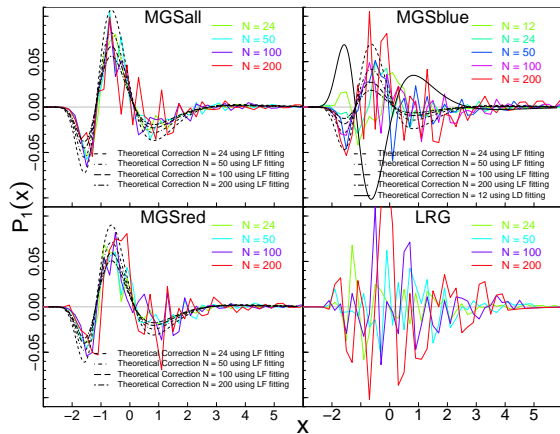 MGSall
N = 24
N = 50
N = 100
N = 200
0.05
0.00
−0.05
Theoretical Correction N = 24 using LF fitting
Theoretical Correction N = 50 using LF fitting
Theoretical Correction N = 100 using LF fitting
Theoretical Correction N = 200 using LF fitting
MGSblue
N = 12
N = 24
N = 50
N = 100
N = 200
Theoretical Correction N = 24 using LF fitting
Theoretical Correction N = 50 using LF fitting
Theoretical Correction N = 100 using LF fitting
Theoretical Correction N = 200 using LF fitting
Theoretical Correction N = 12 using LD fitting
P₁(x)
MGSred
N = 24
N = 50
N = 100
N = 200
0.05
0.00
−0.05
Theoretical Correction N = 24 using LF fitting
Theoretical Correction N = 50 using LF fitting
Theoretical Correction N = 100 using LF fitting
Theoretical Correction N = 200 using LF fitting
−2 −1 0 1 2 3 4 5
LRG
N = 24
N = 50
N = 100
N = 200
−2 −1 0 1 2 3 4 5 6
x